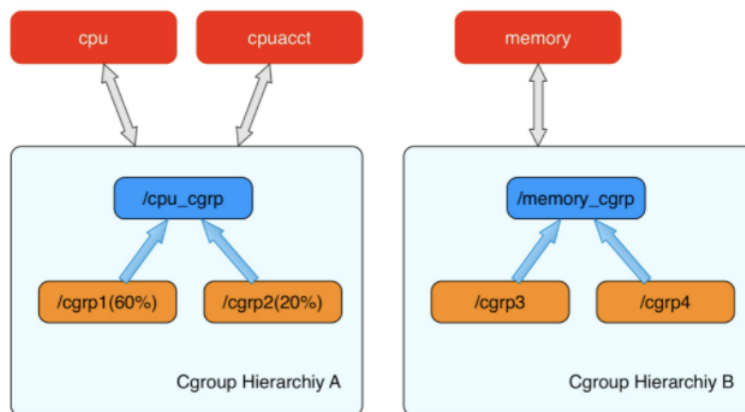 cpu
cpuacct
memory
/cpu_cgrp
/memory_cgrp
/cgrp1(60%)
/cgrp2(20%)
/cgrp3
/cgrp4
Cgroup Hierarchiy A
Cgroup Hierarchiy B